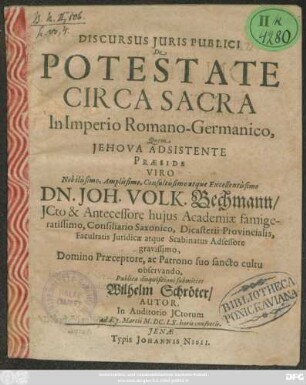 II k
1280
DISCURSUS JURIS PUBLICI
De
POTESTATE
CIRCA SACRA
In Imperio Romano-Germanico,
Quem
JEHOVA ADSISTENTE
PRÆSIDE
VIRO
Nobilissimo, Amplissimo, Consultissimo atque Excellentissimo
DN. JOH. VOLK. Bechmann/
JCto & Antecessore hujus Academiæ famige-
ratissimo, Consiliario Saxonico, Dicasterii Provincialis,
Facultatis Juridicæ atque Scabinatus Adsessore
gravissimo,
Domino Præceptore, ac Patrono suo sancto cultu
observando,
Publicæ disquisitioni submittit
Wilhelm Schröter/
AUTOR.
In Auditorio JCtorum
Martii M DC. LX. horis consuetis.
JENÆ
Typis JOHANNIS NISII.
BIBLIOTHECA
PONICKAVIANA